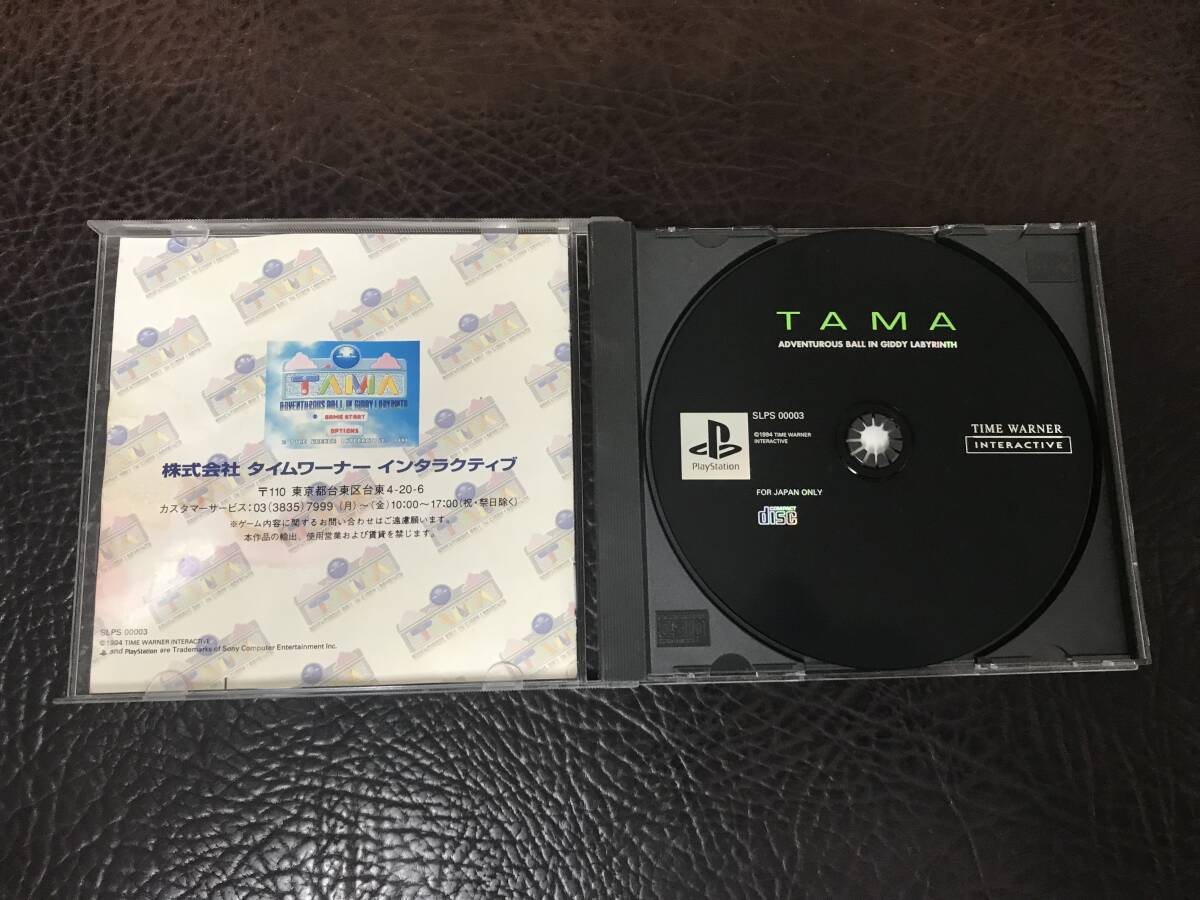 TAMA
ADVENTUROUS BALL IN GIDDY LABYRINTH
GAME START
OPTIONS
株式会社 タイムワーナー インタラクティブ
〒110 東京都台東区台東4-20-6
カスタマーサービス:03(3835)7999 (月)~(金)10:00~17:00(祝・祭日除く)
※ゲーム内容に関するお問い合わせはご遠慮願います。
本作品の輸出、使用営業および賃貸を禁じます。
SLPS 00003
©1994 TIME WARNER INTERACTIVE
and PlayStation are Trademarks of Sony Computer Entertainment Inc.
TAMA
ADVENTUROUS BALL IN GIDDY LABYRINTH
SLPS 00003
©1994 TIME WARNER
INTERACTIVE
PlayStation
TIME WARNER
INTERACTIVE
FOR JAPAN ONLY
COMPACT
disc